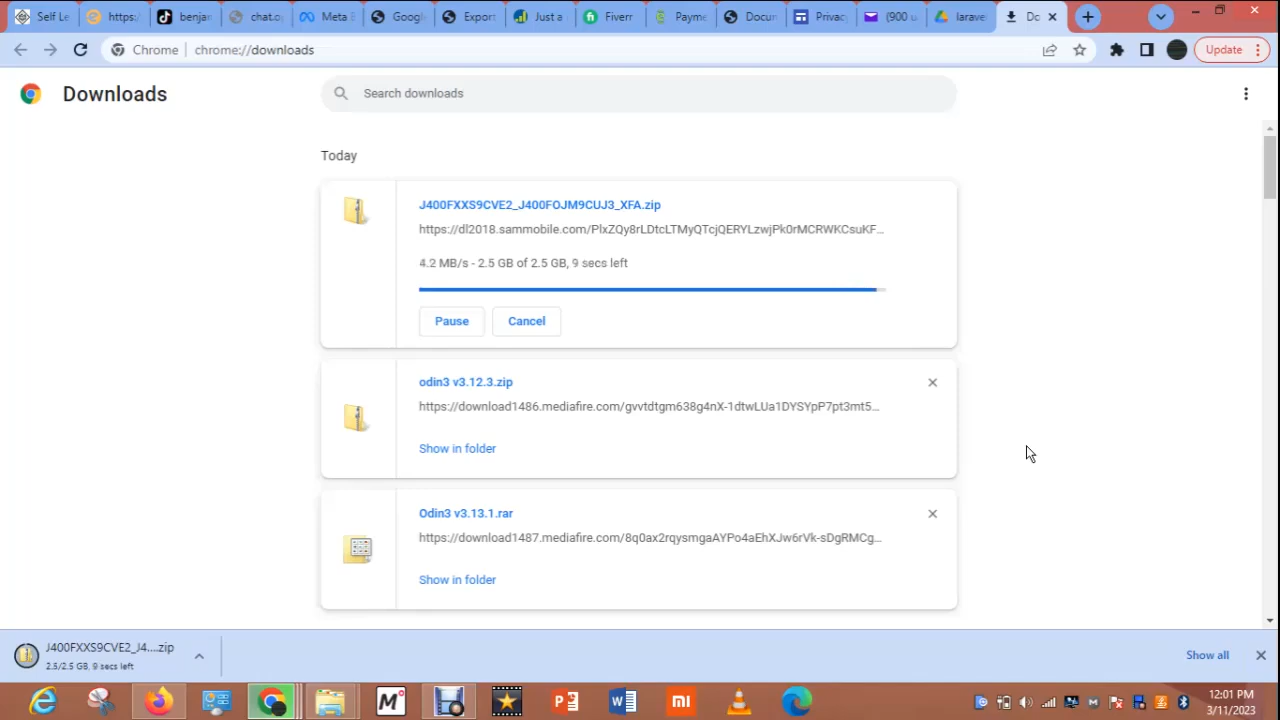 Self Le
https:/
benjan
chat.op
Meta E
Googl
Export
Just a
Fiverr
Payme
Docum
Privac
(900 u
larave
Do
Chrome
chrome://downloads
Update
Downloads
Search downloads
Today
J400FXXS9CVE2_J400FOJM9CUJ3_XFA.zip
https://dl2018.sammobile.com/PlxZQy8rLDtcLTMyQTcjQERYLzwjPk0rMCRWKCsuKF...
4.2 MB/s - 2.5 GB of 2.5 GB, 9 secs left
Pause Cancel
odin3 v3.12.3.zip
https://download1486.mediafire.com/gvvtdtgm638g4nX-1dtwLUa1DYSYpP7pt3mt5...
Show in folder
Odin3 v3.13.1.rar
https://download1487.mediafire.com/8q0ax2rqysmgaAYPo4aEhXJw6rVk-sDgRMCg...
Show in folder
J400FXXS9CVE2_J4....zip
2.5/2.5 GB, 9 secs left
Show all
12:01 PM
3/11/2023